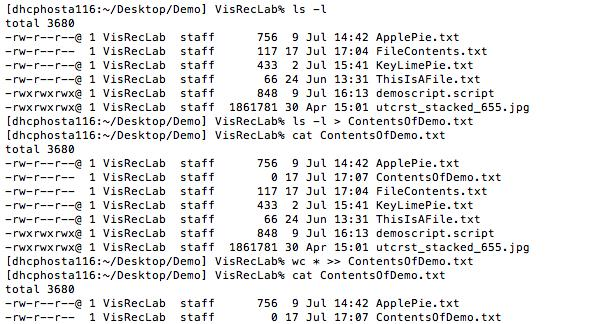 [dhcphosta116:~/Desktop/Demo] VisRecLab% ls -l
total 3680
-rw-r--r--@ 1 VisRecLab  staff      756  9 Jul 14:42 ApplePie.txt
-rw-r--r--  1 VisRecLab  staff      117 17 Jul 17:04 FileContents.txt
-rw-r--r--@ 1 VisRecLab  staff      433  2 Jul 15:41 KeyLimePie.txt
-rw-r--r--@ 1 VisRecLab  staff       66 24 Jun 13:31 ThisIsAFile.txt
-rwxrwxrwx@ 1 VisRecLab  staff      848  9 Jul 16:13 demoscript.script
-rwxrwxrwx@ 1 VisRecLab  staff  1861781 30 Apr 15:01 utcrst_stacked_655.jpg
[dhcphosta116:~/Desktop/Demo] VisRecLab% ls -l > ContentsOfDemo.txt
[dhcphosta116:~/Desktop/Demo] VisRecLab% cat ContentsOfDemo.txt
total 3680
-rw-r--r--@ 1 VisRecLab  staff      756  9 Jul 14:42 ApplePie.txt
-rw-r--r--  1 VisRecLab  staff        0 17 Jul 17:07 ContentsOfDemo.txt
-rw-r--r--  1 VisRecLab  staff      117 17 Jul 17:04 FileContents.txt
-rw-r--r--@ 1 VisRecLab  staff      433  2 Jul 15:41 KeyLimePie.txt
-rw-r--r--@ 1 VisRecLab  staff       66 24 Jun 13:31 ThisIsAFile.txt
-rwxrwxrwx@ 1 VisRecLab  staff      848  9 Jul 16:13 demoscript.script
-rwxrwxrwx@ 1 VisRecLab  staff  1861781 30 Apr 15:01 utcrst_stacked_655.jpg
[dhcphosta116:~/Desktop/Demo] VisRecLab% wc * >> ContentsOfDemo.txt
[dhcphosta116:~/Desktop/Demo] VisRecLab% cat ContentsOfDemo.txt
total 3680
-rw-r--r--@ 1 VisRecLab  staff      756  9 Jul 14:42 ApplePie.txt
-rw-r--r--  1 VisRecLab  staff        0 17 Jul 17:07 ContentsOfDemo.txt